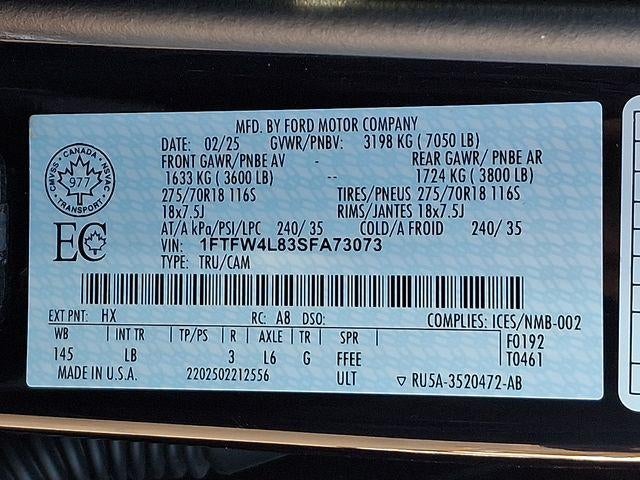 MFD. BY FORD MOTOR COMPANY
DATE: 02/25 GVWR/PNBV: 3198 KG (7050 LB)
FRONT GAWR/PNBE AV - REAR GAWR/ PNBE AR
1633 KG (3600 LB) -- 1724 KG (3800 LB)
275/70R18 116S TIRES/PNEUS 275/70R18 116S
18x7.5J RIMS/JANTES 18x7.5J
AT/A kPa/PSI/LPC 240/ 35 COLD/A FROID 240/ 35
VIN: 1FTFW4L83SFA73073
TYPE: TRU/CAM
CANADA
CMVSS NSVAC
977
TRANSPORT
EC
EXT PNT: HX RC: A8 DSO: COMPLIES: ICES/NMB-002
WB INT TR TP/PS R AXLE TR SPR F0192
145 LB 3 L6 G FFEE T0461
MADE IN U.S.A. 2202502212556 ULT ▽ RU5A-3520472-AB